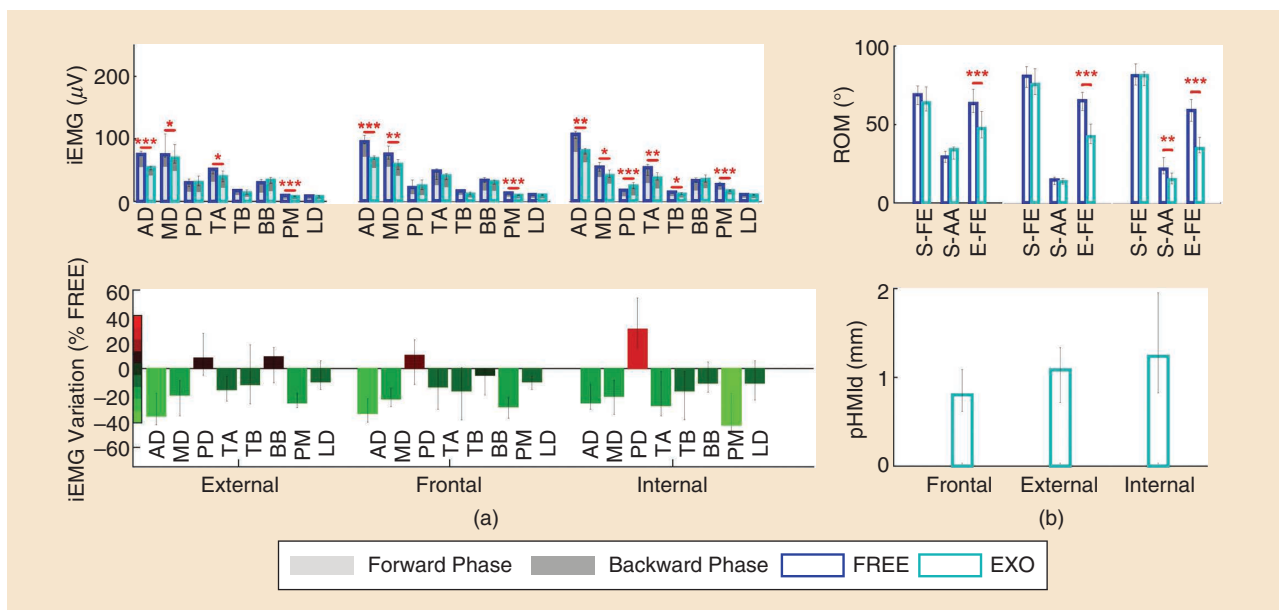 iEMG (μV)
200
100
0
*** * *
***
*** ** ***
** * *** ** * ***
AD MD PD TA TB BB PM LD
AD MD PD TA TB BB PM LD
AD MD PD TA TB BB PM LD
iEMG Variation (% FREE)
60
40
20
0
−20
−40
−60
AD MD PD TA TB BB PM LD
AD MD PD TA TB BB PM LD
AD MD PD TA TB BB PM LD
External Frontal Internal
(a)
ROM (°)
100
50
0
*** *** ** ***
S-FE S-AA E-FE
S-FE S-AA E-FE
S-FE S-AA E-FE
pHMId (mm)
2
1
0
Frontal External Internal
(b)
Forward Phase Backward Phase FREE EXO